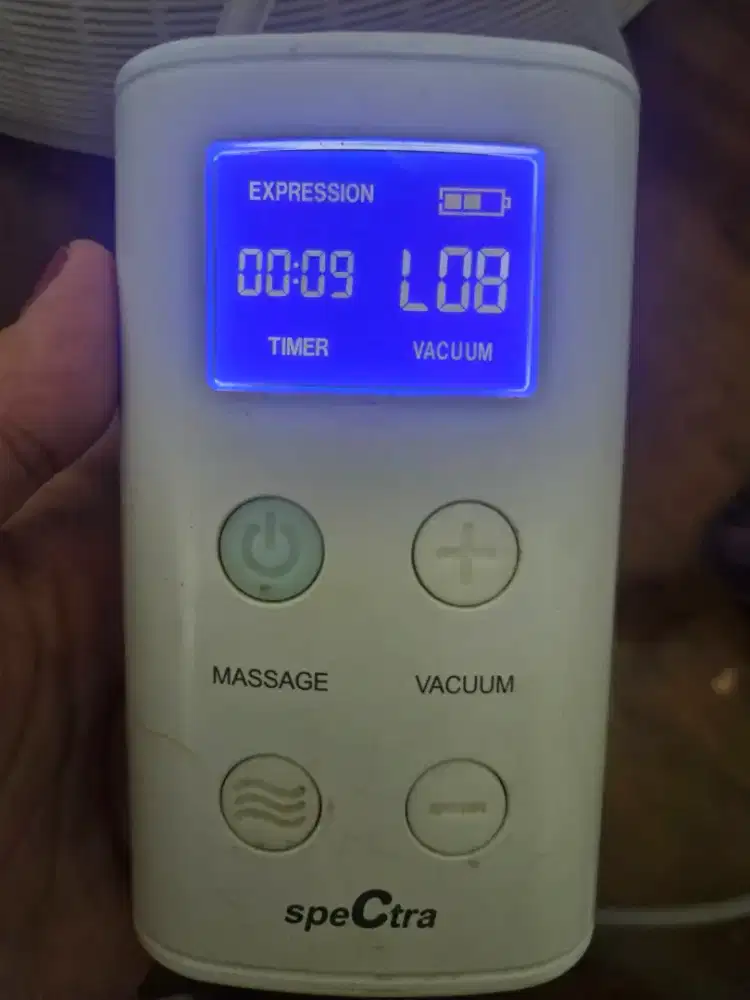 EXPRESSION
00:09 L08
TIMER VACUUM
MASSAGE VACUUM
speCtra